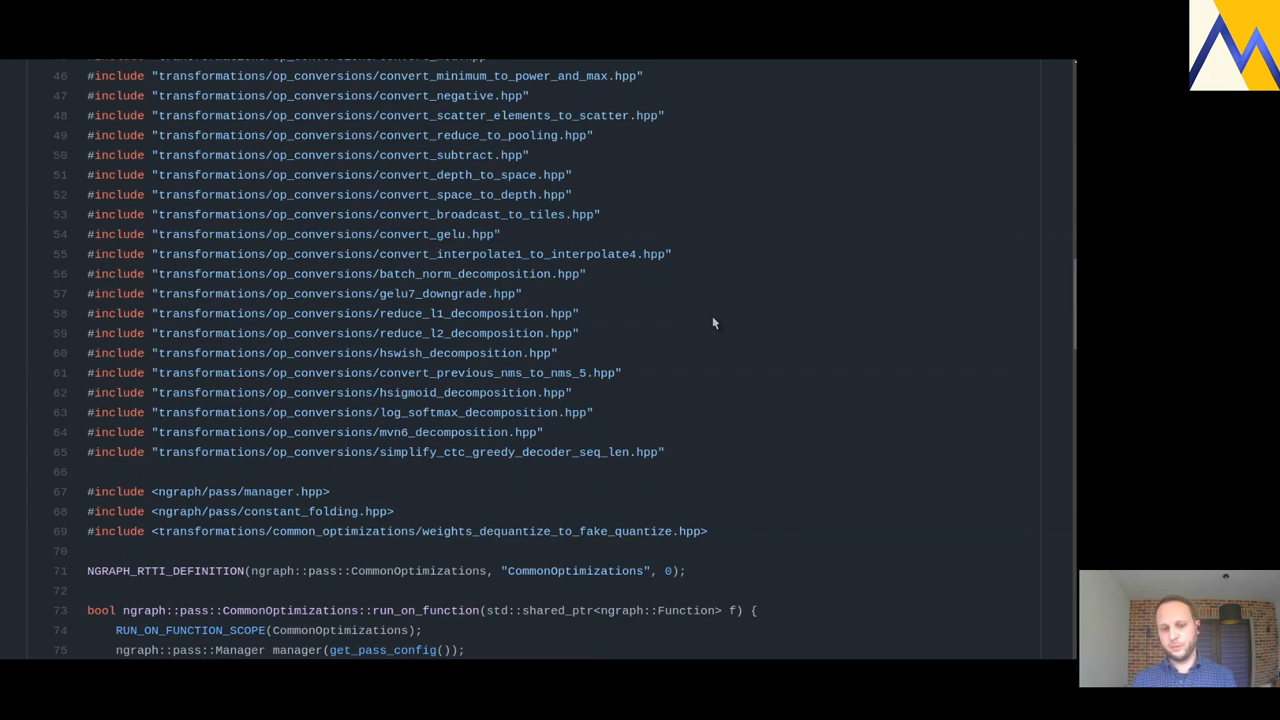 46 #include "transformations/op_conversions/convert_minimum_to_power_and_max.hpp"
47 #include "transformations/op_conversions/convert_negative.hpp"
48 #include "transformations/op_conversions/convert_scatter_elements_to_scatter.hpp"
49 #include "transformations/op_conversions/convert_reduce_to_pooling.hpp"
50 #include "transformations/op_conversions/convert_subtract.hpp"
51 #include "transformations/op_conversions/convert_depth_to_space.hpp"
52 #include "transformations/op_conversions/convert_space_to_depth.hpp"
53 #include "transformations/op_conversions/convert_broadcast_to_tiles.hpp"
54 #include "transformations/op_conversions/convert_gelu.hpp"
55 #include "transformations/op_conversions/convert_interpolate1_to_interpolate4.hpp"
56 #include "transformations/op_conversions/batch_norm_decomposition.hpp"
57 #include "transformations/op_conversions/gelu7_downgrade.hpp"
58 #include "transformations/op_conversions/reduce_l1_decomposition.hpp"
59 #include "transformations/op_conversions/reduce_l2_decomposition.hpp"
60 #include "transformations/op_conversions/hswish_decomposition.hpp"
61 #include "transformations/op_conversions/convert_previous_nms_to_nms_5.hpp"
62 #include "transformations/op_conversions/hsigmoid_decomposition.hpp"
63 #include "transformations/op_conversions/log_softmax_decomposition.hpp"
64 #include "transformations/op_conversions/mvn6_decomposition.hpp"
65 #include "transformations/op_conversions/simplify_ctc_greedy_decoder_seq_len.hpp"
66
67 #include <ngraph/pass/manager.hpp>
68 #include <ngraph/pass/constant_folding.hpp>
69 #include <transformations/common_optimizations/weights_dequantize_to_fake_quantize.hpp>
70
71 NGRAPH_RTTI_DEFINITION(ngraph::pass::CommonOptimizations, "CommonOptimizations", 0);
72
73 bool ngraph::pass::CommonOptimizations::run_on_function(std::shared_ptr<ngraph::Function> f) {
74 RUN_ON_FUNCTION_SCOPE(CommonOptimizations);
75 ngraph::pass::Manager manager(get_pass_config());